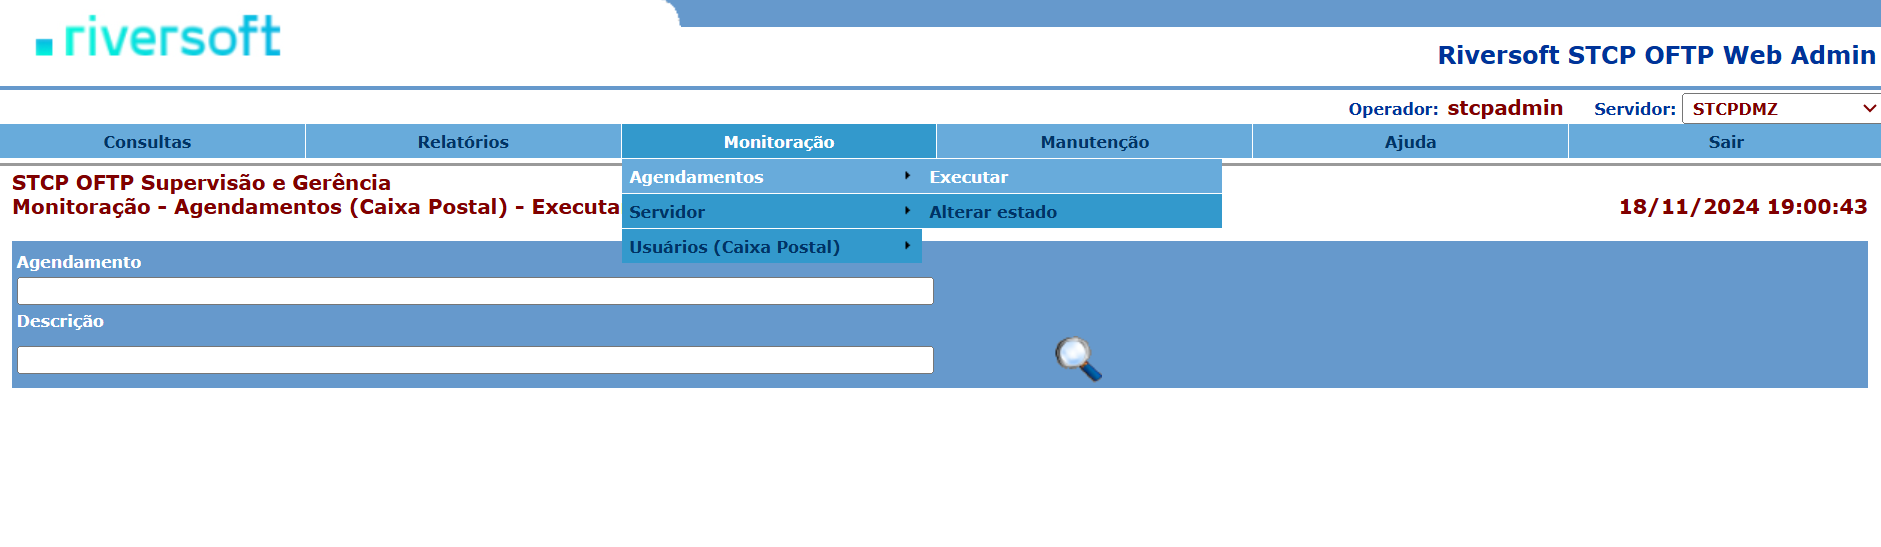 riversoft
Riversoft STCP OFTP Web Admin
Operador: stcpadmin Servidor: STCPDMZ
Consultas Relatórios Monitoração Manutenção Ajuda Sair
Agendamentos Executar
STCP OFTP Supervisão e Gerência
Monitoração - Agendamentos (Caixa Postal) - Executa
Servidor Alterar estado
18/11/2024 19:00:43
Usuários (Caixa Postal)
Agendamento
Descrição